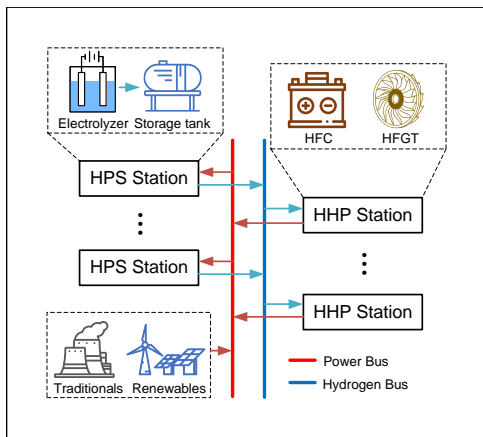 Electrolyzer Storage tank
HFC HFGT
HPS Station
HHP Station
HPS Station
HHP Station
Traditionals Renewables
Power Bus
Hydrogen Bus